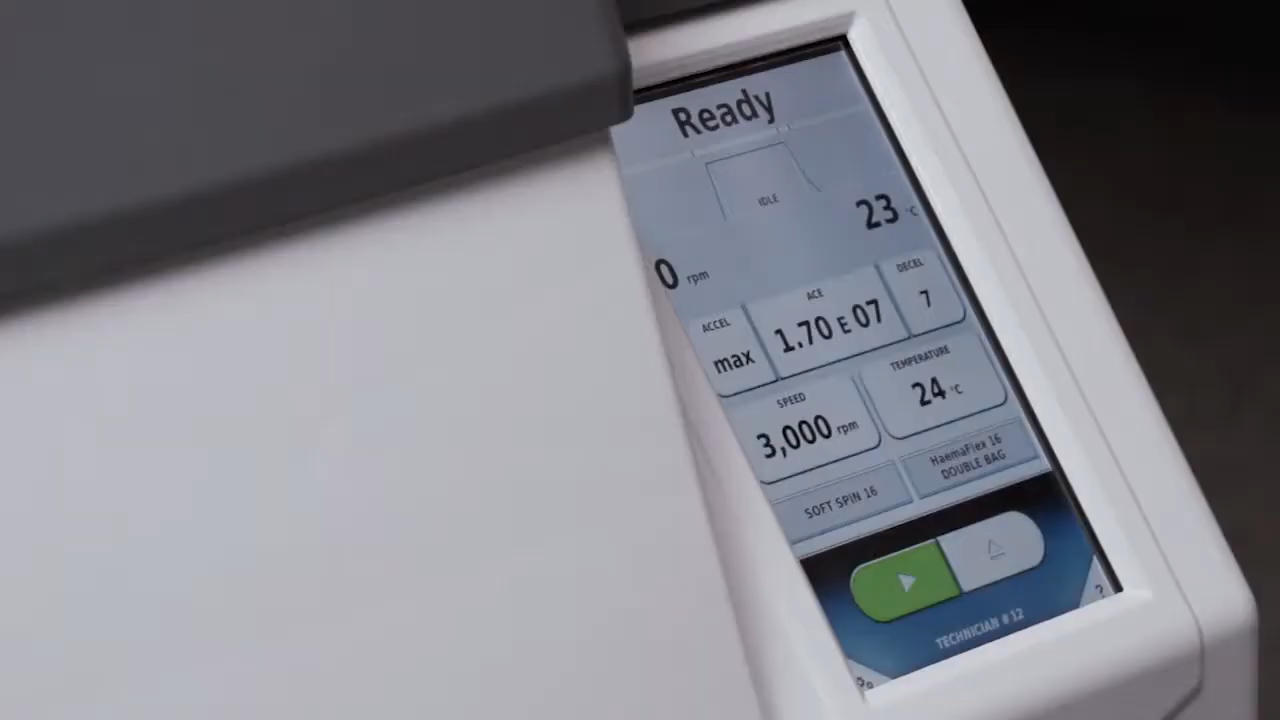 Ready
IDLE
23 °C
0 rpm
ACCEL
max
ACE
1.70 E 07
DECEL
7
SPEED
3,000 rpm
TEMPERATURE
24 °C
SOFT SPIN 16
HaemaFlex 16
DOUBLE BAG
TECHNICIAN # 12
?